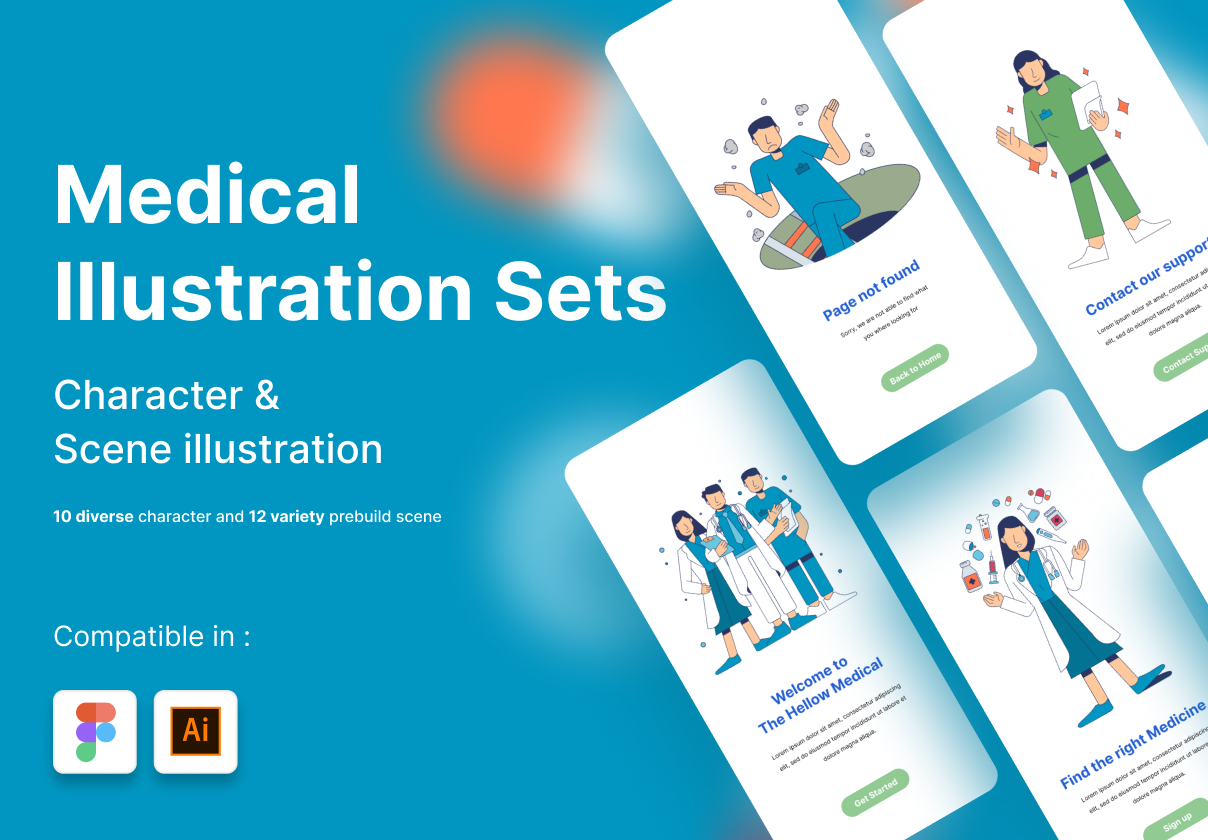 Medical
Illustration Sets
Character &
Scene illustration
10 diverse character and 12 variety prebuild scene
Compatible in :
Ai
Page not found
Sorry, we are not able to find what
you where looking for
Back to Home
Contact our support
Lorem ipsum dolor sit amet, consectetur
elit, sed do eiusmod tempor incididunt ut
dolore magna aliqua.
Contact
Welcome to
The Hellow Medical
Lorem ipsum dolor sit amet, consectetur adipiscing
elit, sed do eiusmod tempor incididunt ut labore et
dolore magna aliqua.
Get Started
Find the right Medicine
Lorem ipsum dolor sit amet, consectetur
elit, sed do eiusmod tempor incididunt ut labore
dolore magna aliqua.
Sign up